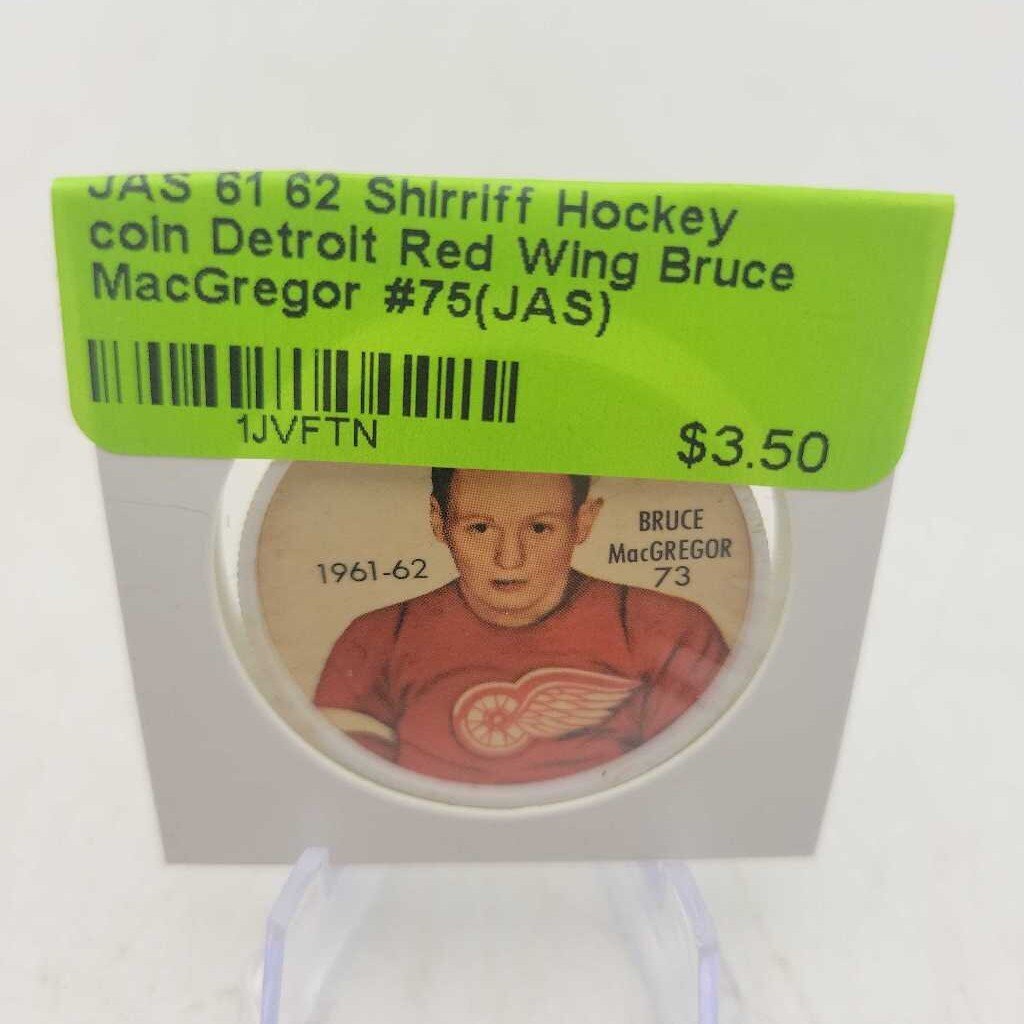 JAS 61 62 Shirriff Hockey
coin Detroit Red Wing Bruce
MacGregor #75(JAS)
1JVFTN
$3.50
1961-62
BRUCE
MacGREGOR
73